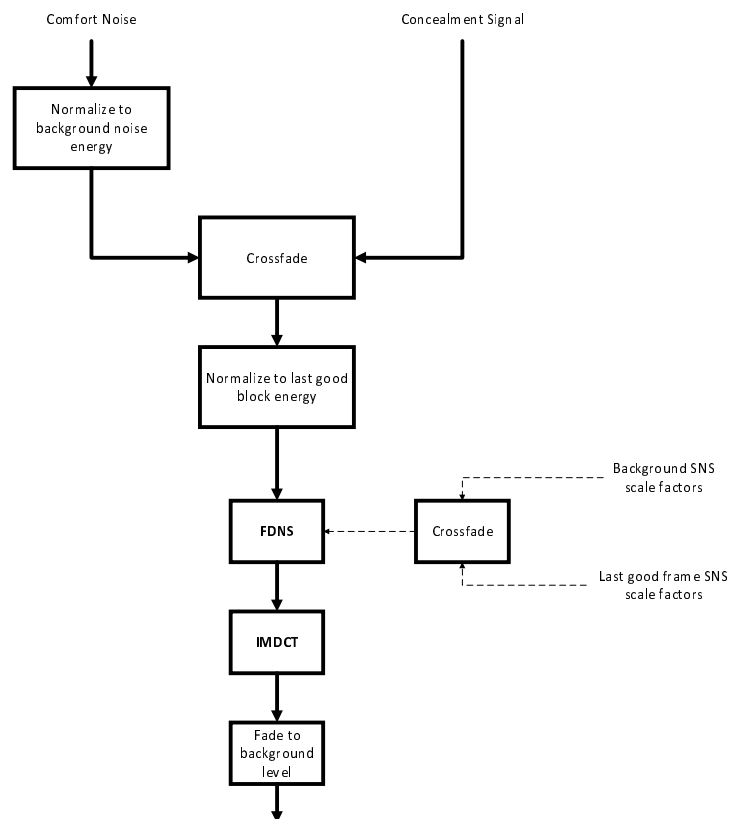 Comfort Noise
Concealment Signal
Normalize to
background noise
energy
Crossfade
Normalize to last good
block energy
Background SNS
scale factors
FDNS
Crossfade
Last good frame SNS
scale factors
IMDCT
Fade to
background
level